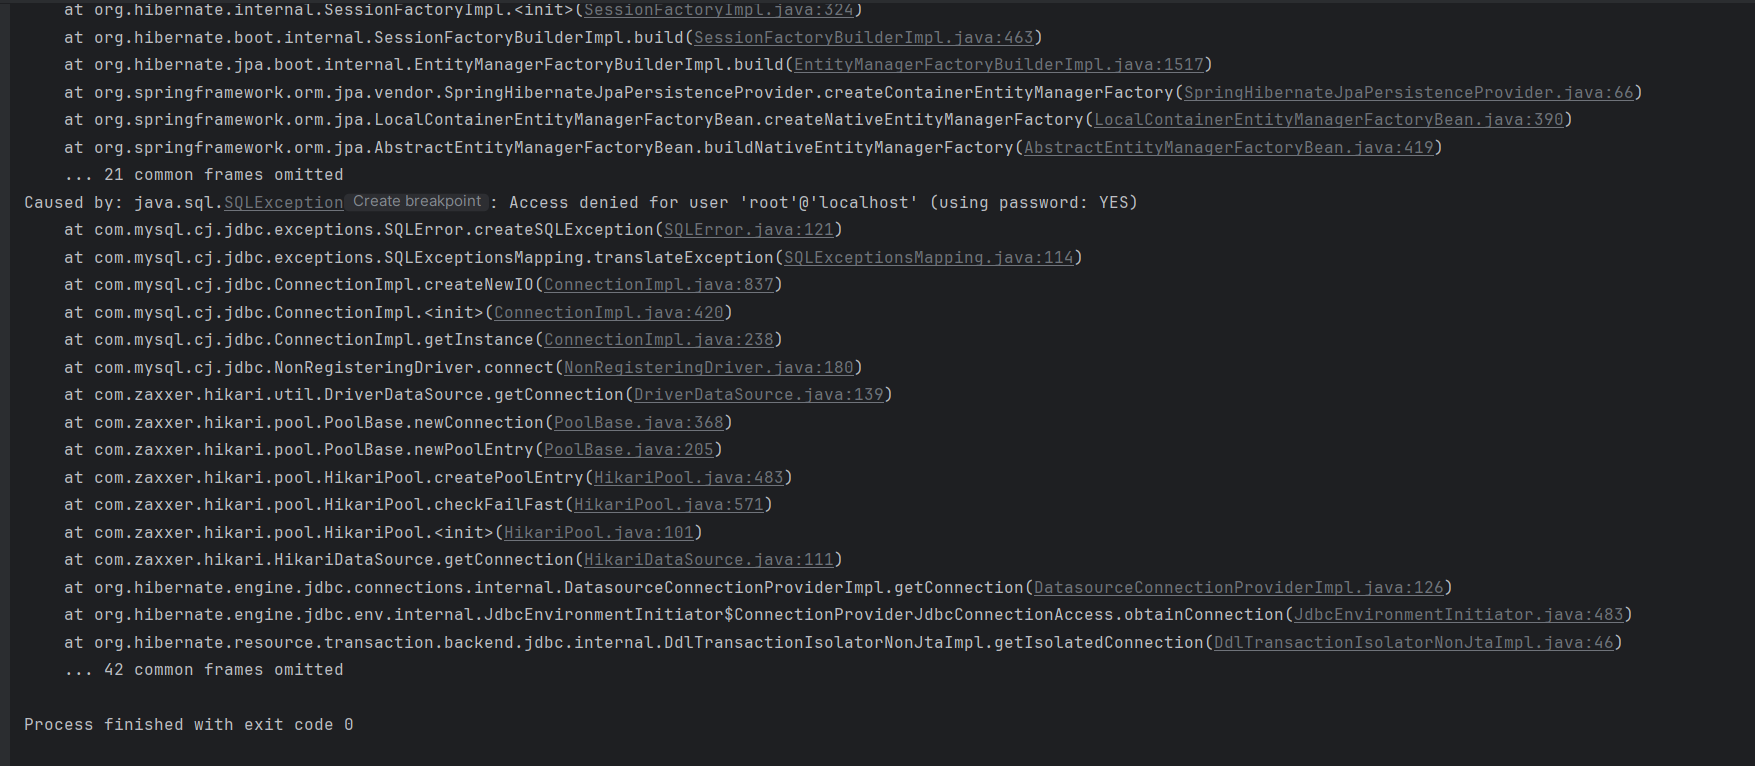 at org.hibernate.internal.SessionFactoryImpl.<init>(SessionFactoryImpl.java:324)
at org.hibernate.boot.internal.SessionFactoryBuilderImpl.build(SessionFactoryBuilderImpl.java:463)
at org.hibernate.jpa.boot.internal.EntityManagerFactoryBuilderImpl.build(EntityManagerFactoryBuilderImpl.java:1517)
at org.springframework.orm.jpa.vendor.SpringHibernateJpaPersistenceProvider.createContainerEntityManagerFactory(SpringHibernateJpaPersistenceProvider.java:66)
at org.springframework.orm.jpa.LocalContainerEntityManagerFactoryBean.createNativeEntityManagerFactory(LocalContainerEntityManagerFactoryBean.java:390)
at org.springframework.orm.jpa.AbstractEntityManagerFactoryBean.buildNativeEntityManagerFactory(AbstractEntityManagerFactoryBean.java:419)
... 21 common frames omitted
Caused by: java.sql.SQLException Create breakpoint : Access denied for user 'root'@'localhost' (using password: YES)
at com.mysql.cj.jdbc.exceptions.SQLError.createSQLException(SQLError.java:121)
at com.mysql.cj.jdbc.exceptions.SQLExceptionsMapping.translateException(SQLExceptionsMapping.java:114)
at com.mysql.cj.jdbc.ConnectionImpl.createNewIO(ConnectionImpl.java:837)
at com.mysql.cj.jdbc.ConnectionImpl.<init>(ConnectionImpl.java:420)
at com.mysql.cj.jdbc.ConnectionImpl.getInstance(ConnectionImpl.java:238)
at com.mysql.cj.jdbc.NonRegisteringDriver.connect(NonRegisteringDriver.java:180)
at com.zaxxer.hikari.util.DriverDataSource.getConnection(DriverDataSource.java:139)
at com.zaxxer.hikari.pool.PoolBase.newConnection(PoolBase.java:368)
at com.zaxxer.hikari.pool.PoolBase.newPoolEntry(PoolBase.java:205)
at com.zaxxer.hikari.pool.HikariPool.createPoolEntry(HikariPool.java:483)
at com.zaxxer.hikari.pool.HikariPool.checkFailFast(HikariPool.java:571)
at com.zaxxer.hikari.pool.HikariPool.<init>(HikariPool.java:101)
at com.zaxxer.hikari.HikariDataSource.getConnection(HikariDataSource.java:111)
at org.hibernate.engine.jdbc.connections.internal.DatasourceConnectionProviderImpl.getConnection(DatasourceConnectionProviderImpl.java:126)
at org.hibernate.engine.jdbc.env.internal.JdbcEnvironmentInitiator$ConnectionProviderJdbcConnectionAccess.obtainConnection(JdbcEnvironmentInitiator.java:483)
at org.hibernate.resource.transaction.backend.jdbc.internal.DdlTransactionIsolatorNonJtaImpl.getIsolatedConnection(DdlTransactionIsolatorNonJtaImpl.java:46)
... 42 common frames omitted
Process finished with exit code 0